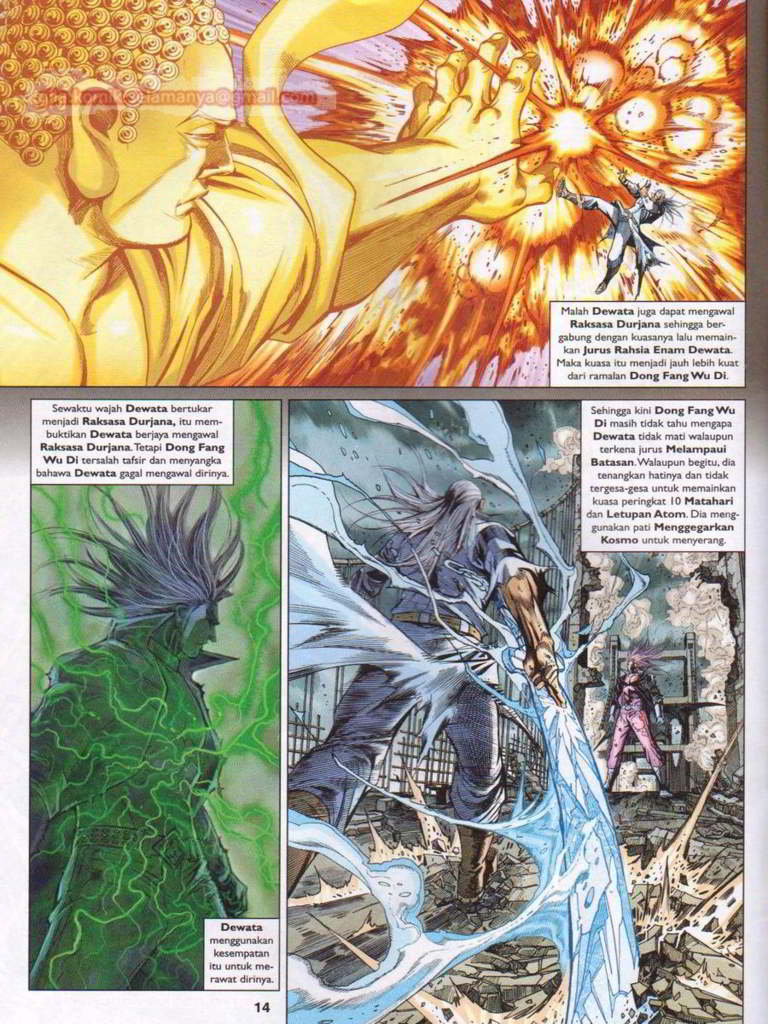 Malah Dewata juga dapat mengawal
Raksasa Durjana sehingga ber-
gabung dengan kuasanya lalu memain-
kan Jurus Rahsia Enam Dewata.
Maka kuasa itu menjadi jauh lebih kuat
dari ramalan Dong Fang Wu Di.
Sewaktu wajah Dewata bertukar
menjadi Raksasa Durjana, itu mem-
buktikan Dewata berjaya mengawal
Raksasa Durjana. Tetapi Dong Fang
Wu Di tersalah tafsir dan menyangka
bahawa Dewata gagal mengawal dirinya.
Sehingga kini Dong Fang Wu
Di masih tidak tahu mengapa
Dewata tidak mati walaupun
terkena jurus Melampaui
Batasan. Walaupun begitu, dia
tenangkan hatinya dan tidak
tergesa-gesa untuk memainkan
kuasa peringkat 10 Matahari
dan Letupan Atom. Dia meng-
gunakan pati Menggegarkan
Kosmo untuk menyerang.
Dewata
menggunakan
kesempatan
itu untuk me-
rawat dirinya.
14